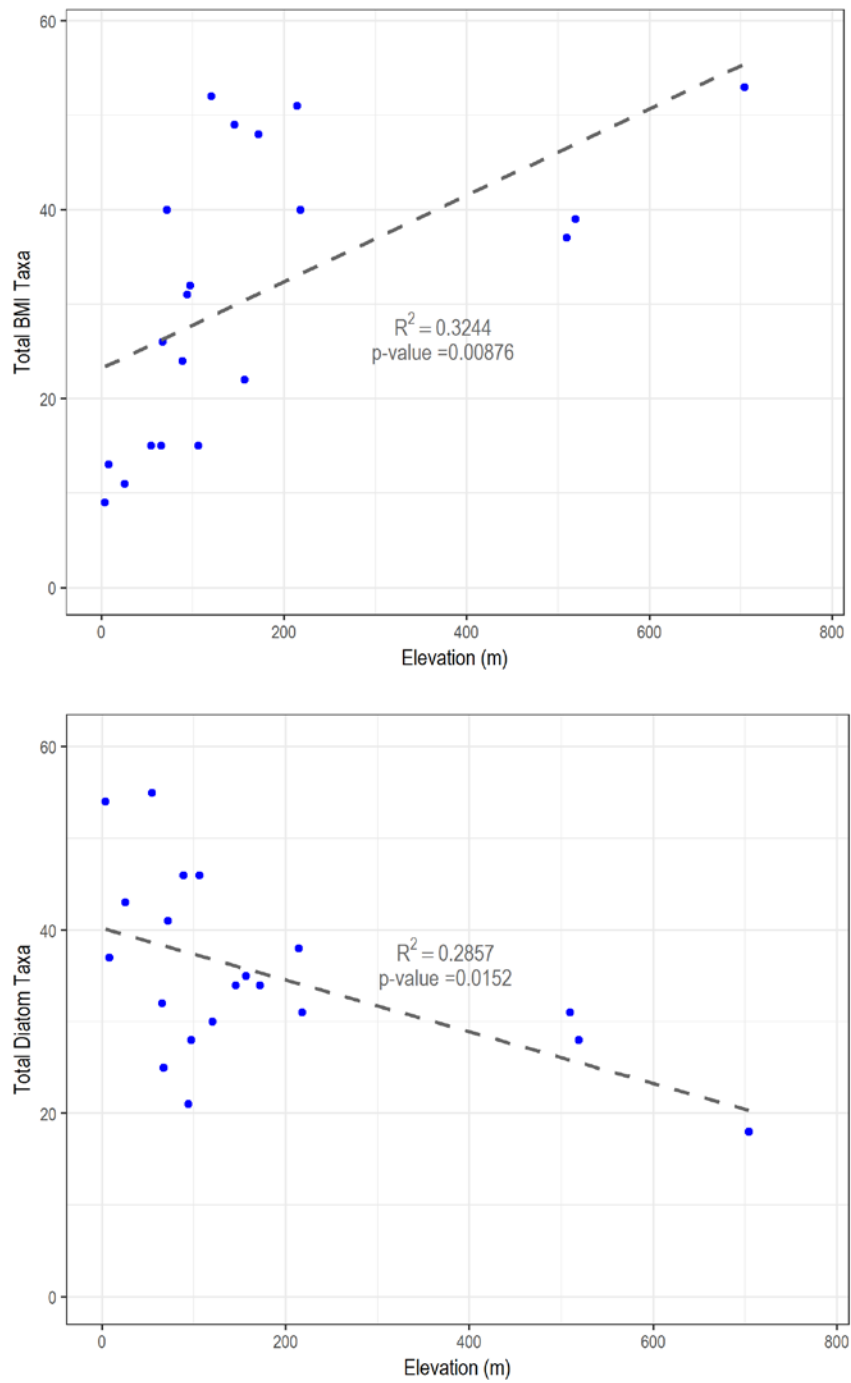 60
40
20
0
Total BMI Taxa
R² = 0.3244
p-value =0.00876
0 200 400 600 800
Elevation (m)
60
40
20
0
Total Diatom Taxa
R² = 0.2857
p-value =0.0152
0 200 400 600 800
Elevation (m)